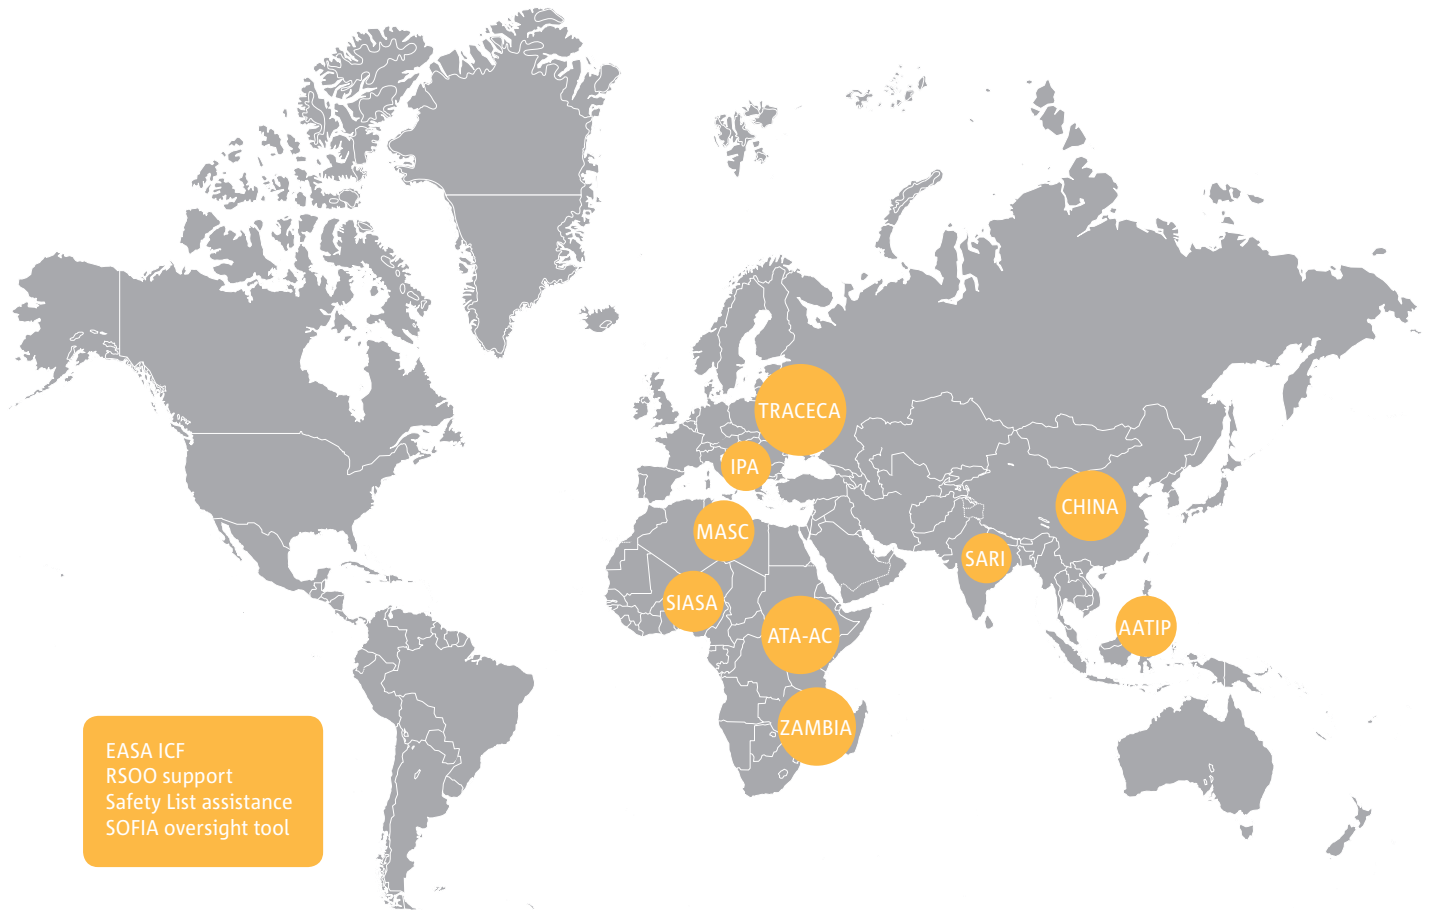 TRACECA
IPA
CHINA
MASC
SARI
SIASA
ATA-AC
AATIP
ZAMBIA
EASA ICF
RSOO support
Safety List assistance
SOFIA oversight tool